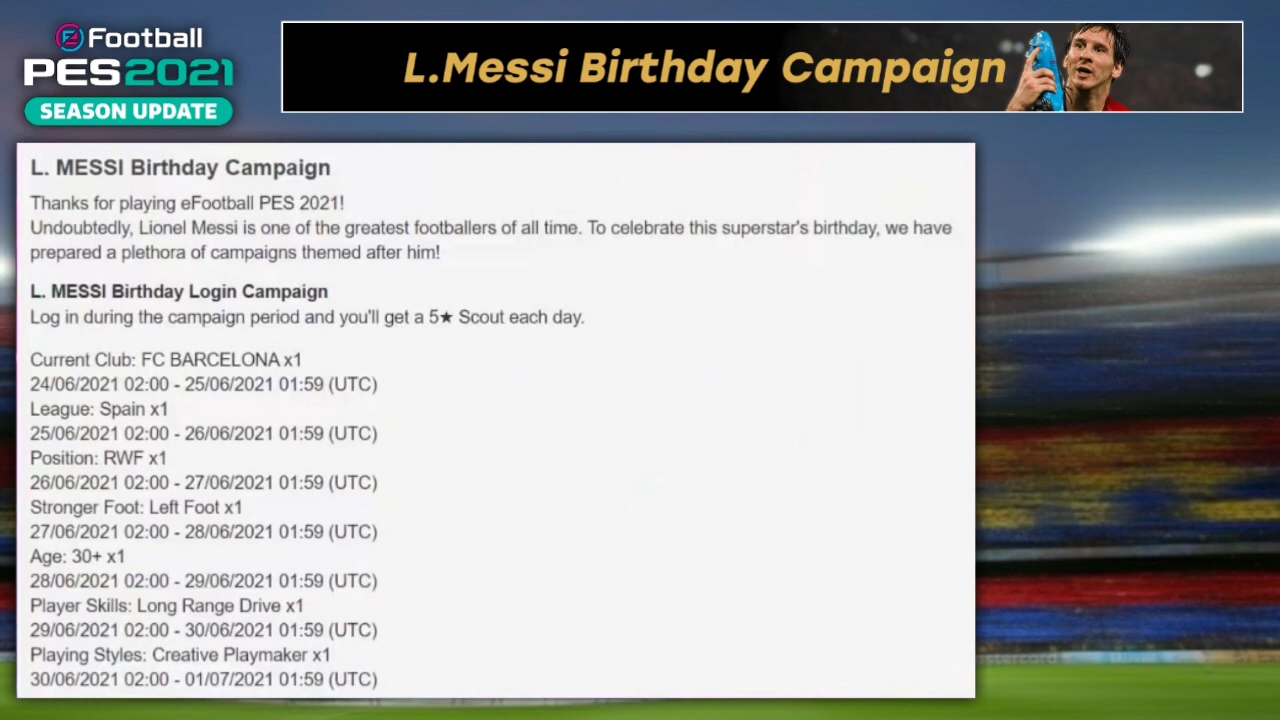 eFootball
PES2021
SEASON UPDATE
L.Messi Birthday Campaign
L. MESSI Birthday Campaign
Thanks for playing eFootball PES 2021!
Undoubtedly, Lionel Messi is one of the greatest footballers of all time. To celebrate this superstar's birthday, we have
prepared a plethora of campaigns themed after him!
L. MESSI Birthday Login Campaign
Log in during the campaign period and you'll get a 5★ Scout each day.
Current Club: FC BARCELONA x1
24/06/2021 02:00 - 25/06/2021 01:59 (UTC)
League: Spain x1
25/06/2021 02:00 - 26/06/2021 01:59 (UTC)
Position: RWF x1
26/06/2021 02:00 - 27/06/2021 01:59 (UTC)
Stronger Foot: Left Foot x1
27/06/2021 02:00 - 28/06/2021 01:59 (UTC)
Age: 30+ x1
28/06/2021 02:00 - 29/06/2021 01:59 (UTC)
Player Skills: Long Range Drive x1
29/06/2021 02:00 - 30/06/2021 01:59 (UTC)
Playing Styles: Creative Playmaker x1
30/06/2021 02:00 - 01/07/2021 01:59 (UTC)